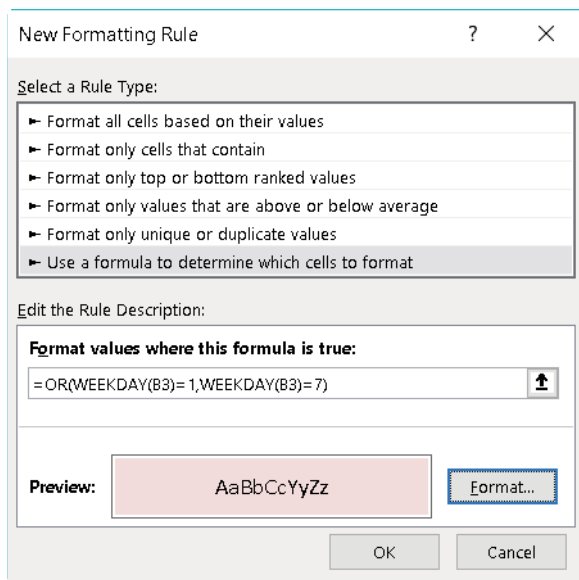 New Formatting Rule ? ×
Select a Rule Type:
► Format all cells based on their values
► Format only cells that contain
► Format only top or bottom ranked values
► Format only values that are above or below average
► Format only unique or duplicate values
► Use a formula to determine which cells to format
Edit the Rule Description:
Format values where this formula is true:
=OR(WEEKDAY(B3)=1,WEEKDAY(B3)=7)
Preview: AaBbCcYyZz Format...
OK Cancel